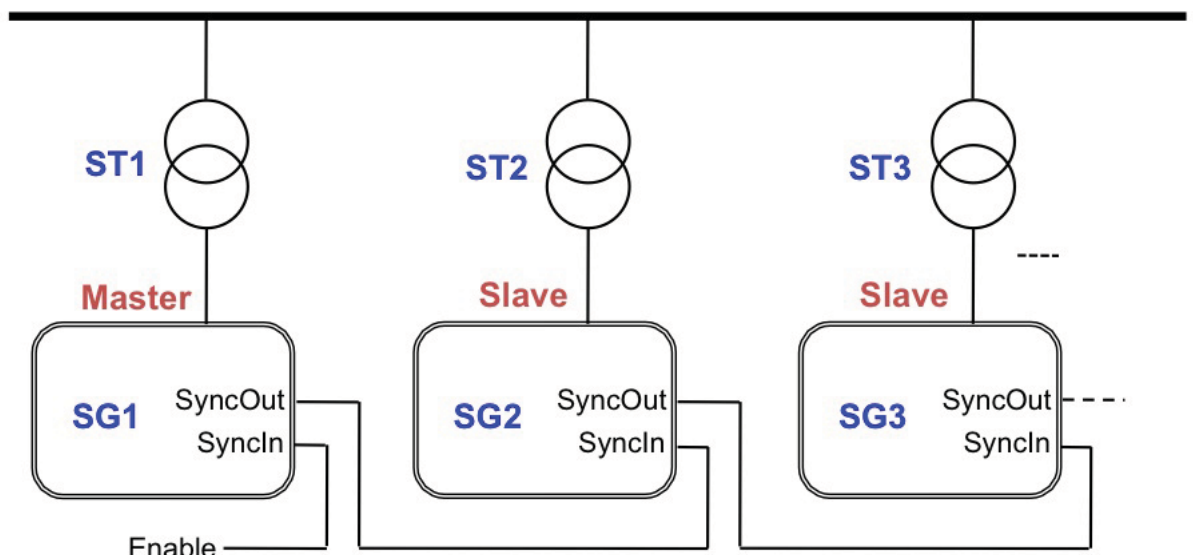 ST1
ST2
ST3
Master
Slave
Slave
SG1
SyncOut
SyncIn
SG2
SyncOut
SyncIn
SG3
SyncOut
SyncIn
Enable